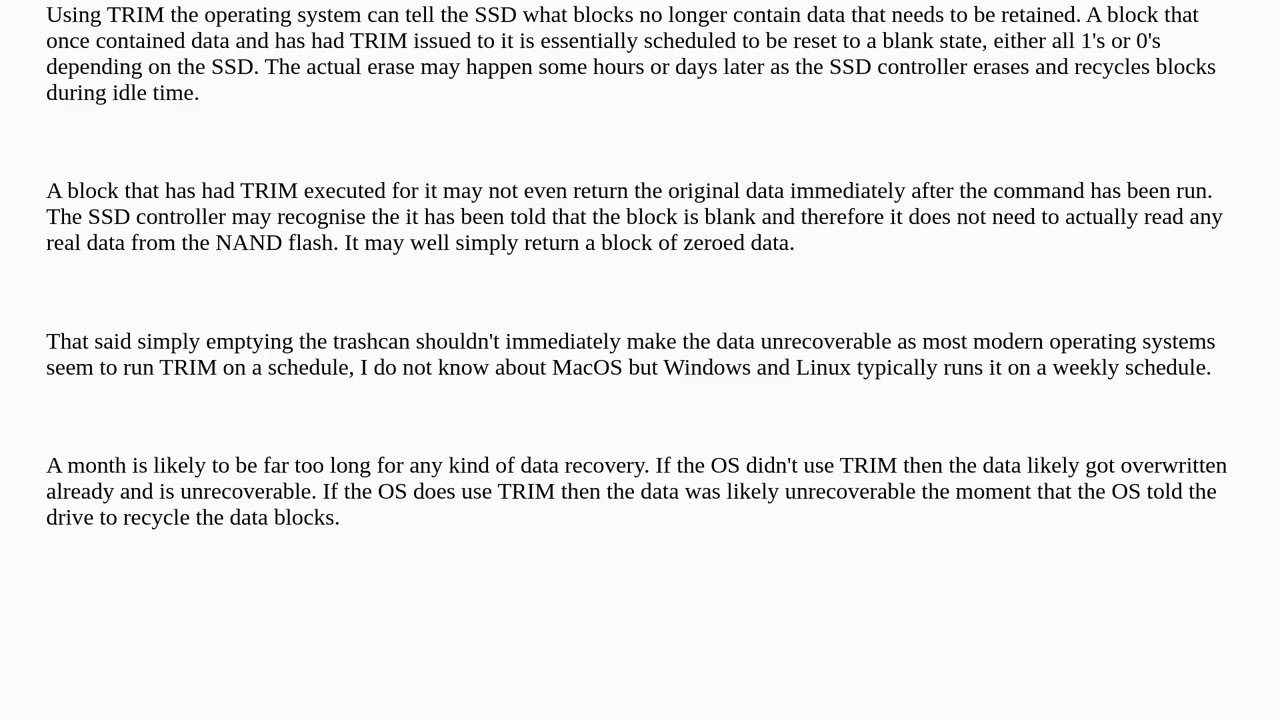 Using TRIM the operating system can tell the SSD what blocks no longer contain data that needs to be retained. A block that
once contained data and has had TRIM issued to it is essentially scheduled to be reset to a blank state, either all 1's or 0's
depending on the SSD. The actual erase may happen some hours or days later as the SSD controller erases and recycles blocks
during idle time.
A block that has had TRIM executed for it may not even return the original data immediately after the command has been run.
The SSD controller may recognise the it has been told that the block is blank and therefore it does not need to actually read any
real data from the NAND flash. It may well simply return a block of zeroed data.
That said simply emptying the trashcan shouldn't immediately make the data unrecoverable as most modern operating systems
seem to run TRIM on a schedule, I do not know about MacOS but Windows and Linux typically runs it on a weekly schedule.
A month is likely to be far too long for any kind of data recovery. If the OS didn't use TRIM then the data likely got overwritten
already and is unrecoverable. If the OS does use TRIM then the data was likely unrecoverable the moment that the OS told the
drive to recycle the data blocks.